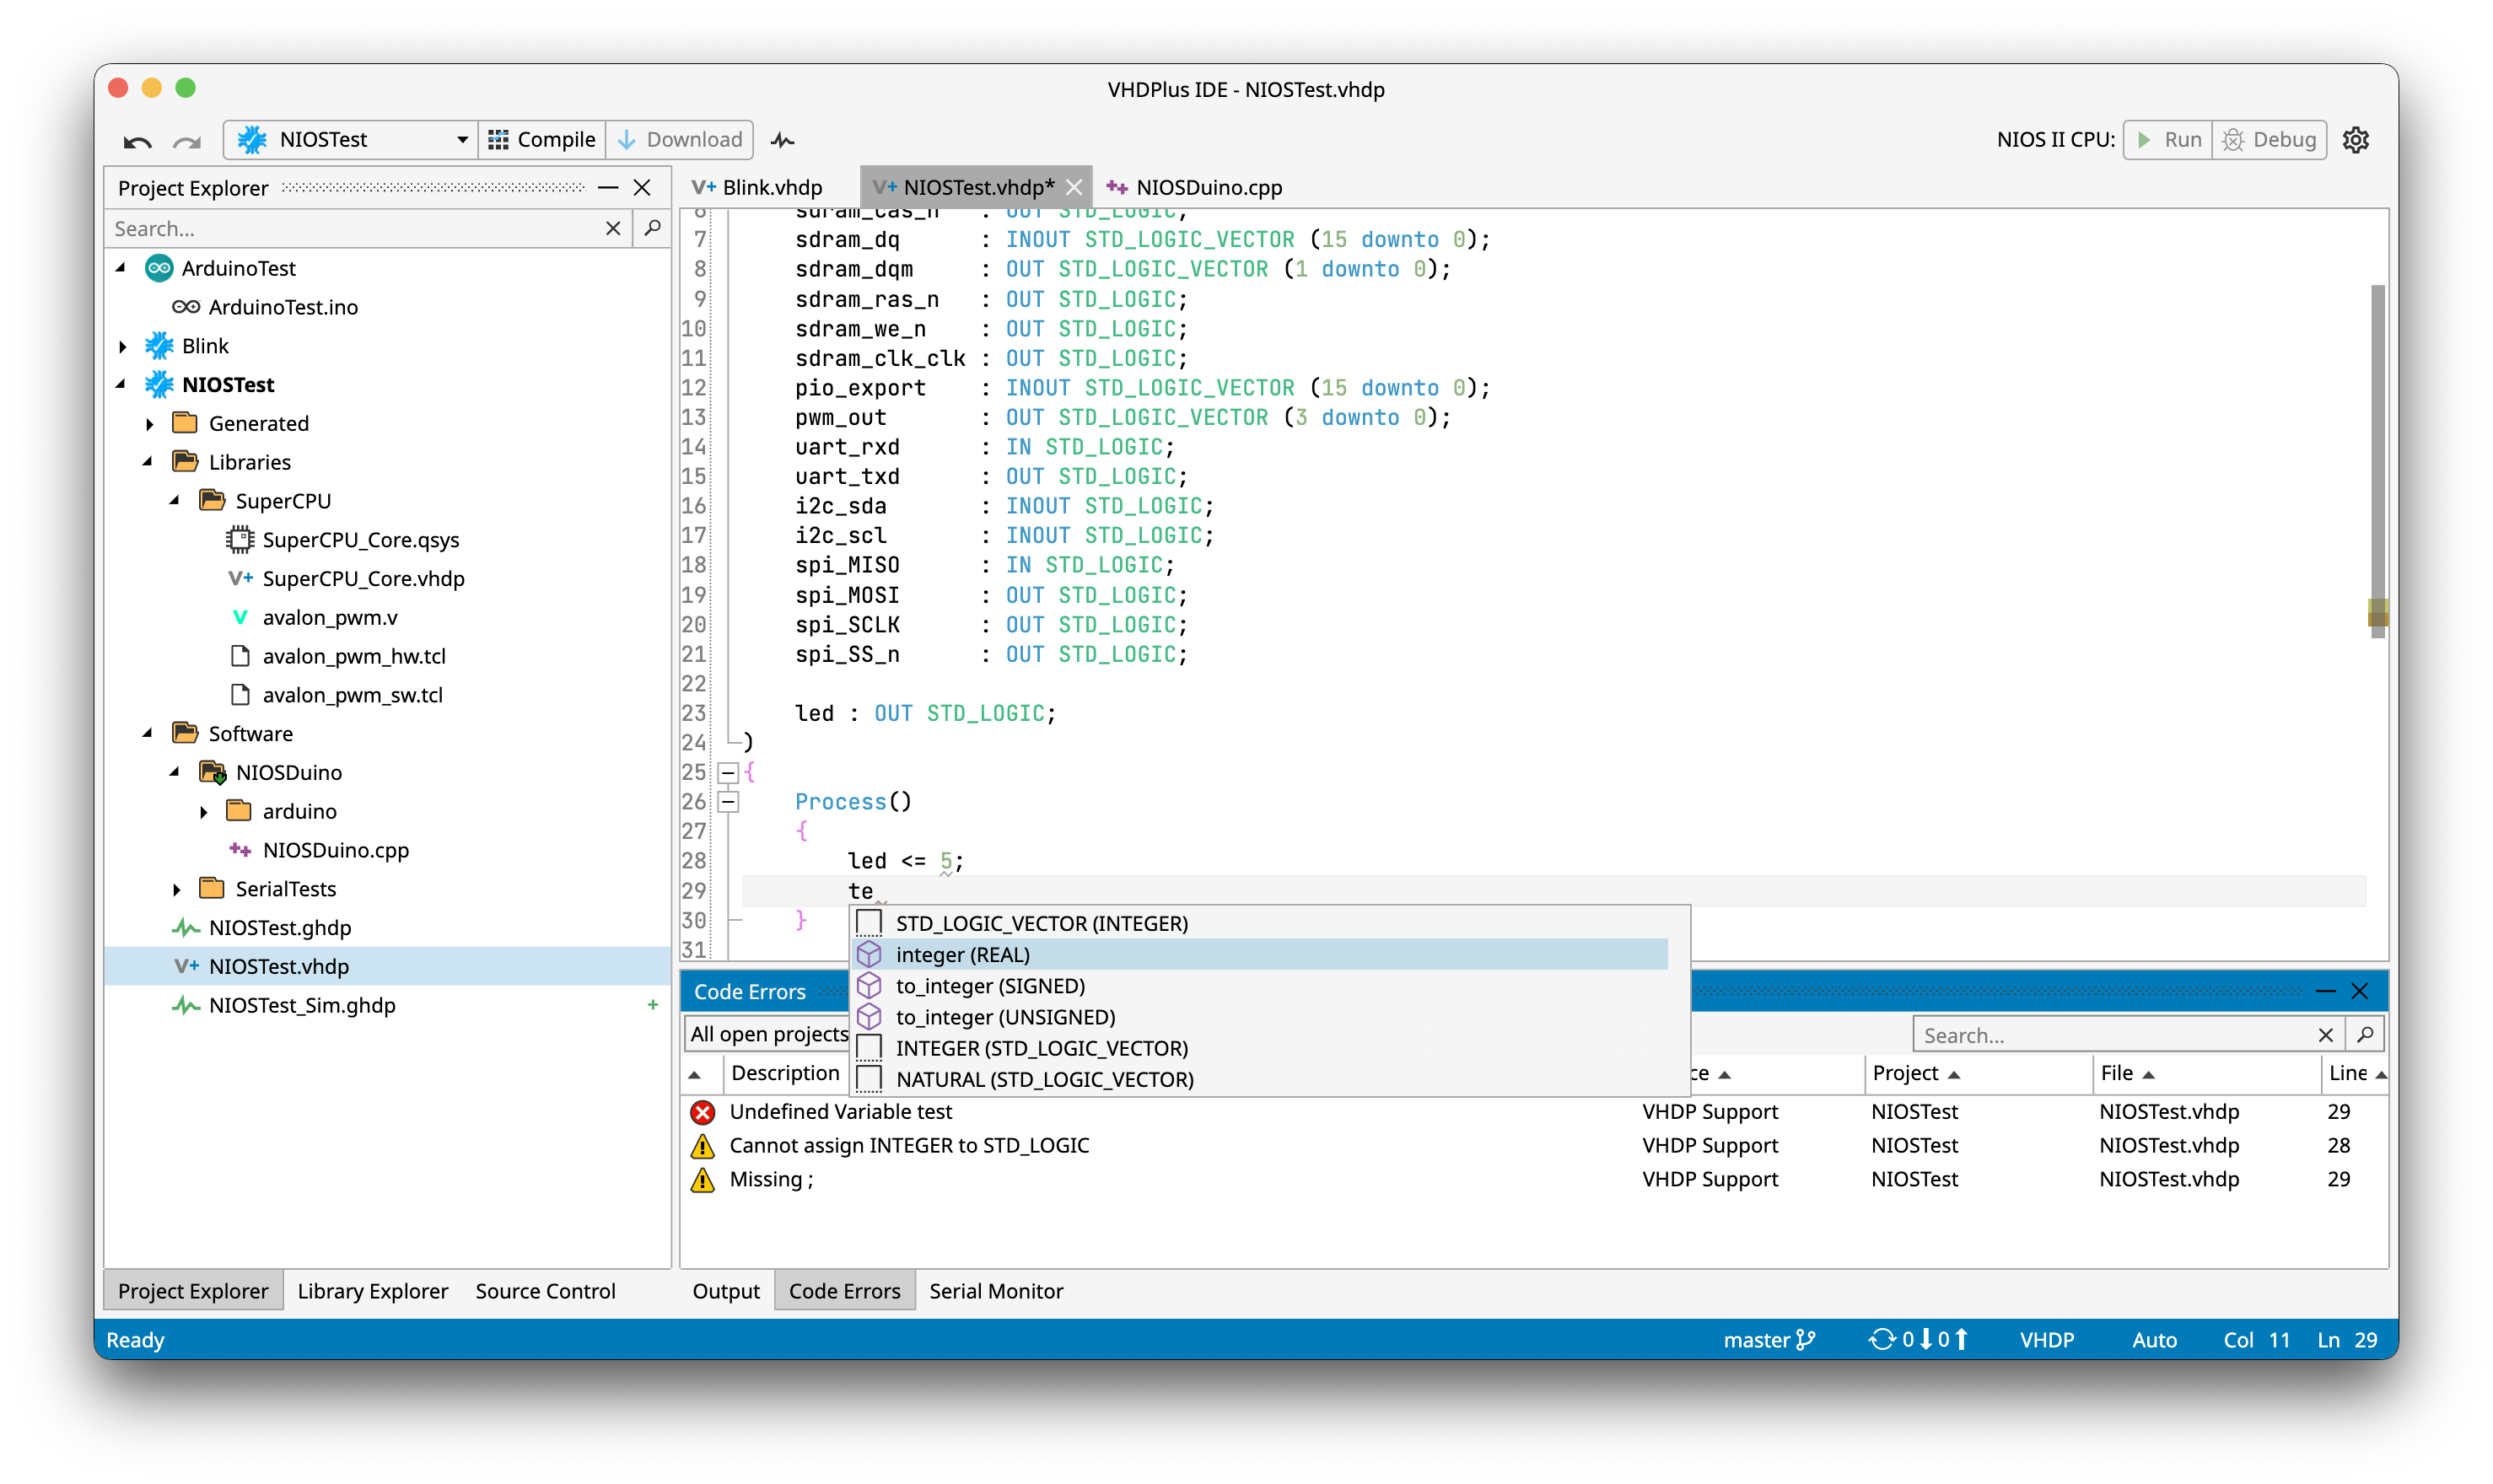 VHDPlus IDE - NIOSTest.vhdp
NIOSTest
Compile
Download
NIOS II CPU:
Run
Debug
Project Explorer
Search...
ArduinoTest
ArduinoTest.ino
Blink
NIOSTest
Generated
Libraries
SuperCPU
SuperCPU_Core.qsys
V+ SuperCPU_Core.vhdp
V avalon_pwm.v
avalon_pwm_hw.tcl
avalon_pwm_sw.tcl
Software
NIOSDuino
arduino
++ NIOSDuino.cpp
SerialTests
NIOSTest.ghdp
V+ NIOSTest.vhdp
NIOSTest_Sim.ghdp +
Project Explorer
Library Explorer
Source Control
V+ Blink.vhdp
V+ NIOSTest.vhdp*
++ NIOSDuino.cpp
6 sdram_cas_n : OUT STD_LOGIC;
7 sdram_dq : INOUT STD_LOGIC_VECTOR (15 downto 0);
8 sdram_dqm : OUT STD_LOGIC_VECTOR (1 downto 0);
9 sdram_ras_n : OUT STD_LOGIC;
10 sdram_we_n : OUT STD_LOGIC;
11 sdram_clk_clk : OUT STD_LOGIC;
12 pio_export : INOUT STD_LOGIC_VECTOR (15 downto 0);
13 pwm_out : OUT STD_LOGIC_VECTOR (3 downto 0);
14 uart_rxd : IN STD_LOGIC;
15 uart_txd : OUT STD_LOGIC;
16 i2c_sda : INOUT STD_LOGIC;
17 i2c_scl : INOUT STD_LOGIC;
18 spi_MISO : IN STD_LOGIC;
19 spi_MOSI : OUT STD_LOGIC;
20 spi_SCLK : OUT STD_LOGIC;
21 spi_SS_n : OUT STD_LOGIC;
22
23 led : OUT STD_LOGIC;
24 )
25 {
26 Process()
27 {
28 led <= 5;
29 te
30 }
31
STD_LOGIC_VECTOR (INTEGER)
integer (REAL)
to_integer (SIGNED)
to_integer (UNSIGNED)
INTEGER (STD_LOGIC_VECTOR)
NATURAL (STD_LOGIC_VECTOR)
Code Errors
All open projects
Search...
Description
ce
Project
File
Line
Undefined Variable test VHDP Support NIOSTest NIOSTest.vhdp 29
Cannot assign INTEGER to STD_LOGIC VHDP Support NIOSTest NIOSTest.vhdp 28
Missing ; VHDP Support NIOSTest NIOSTest.vhdp 29
Output
Code Errors
Serial Monitor
Ready
master
0 0
VHDP
Auto
Col 11
Ln 29